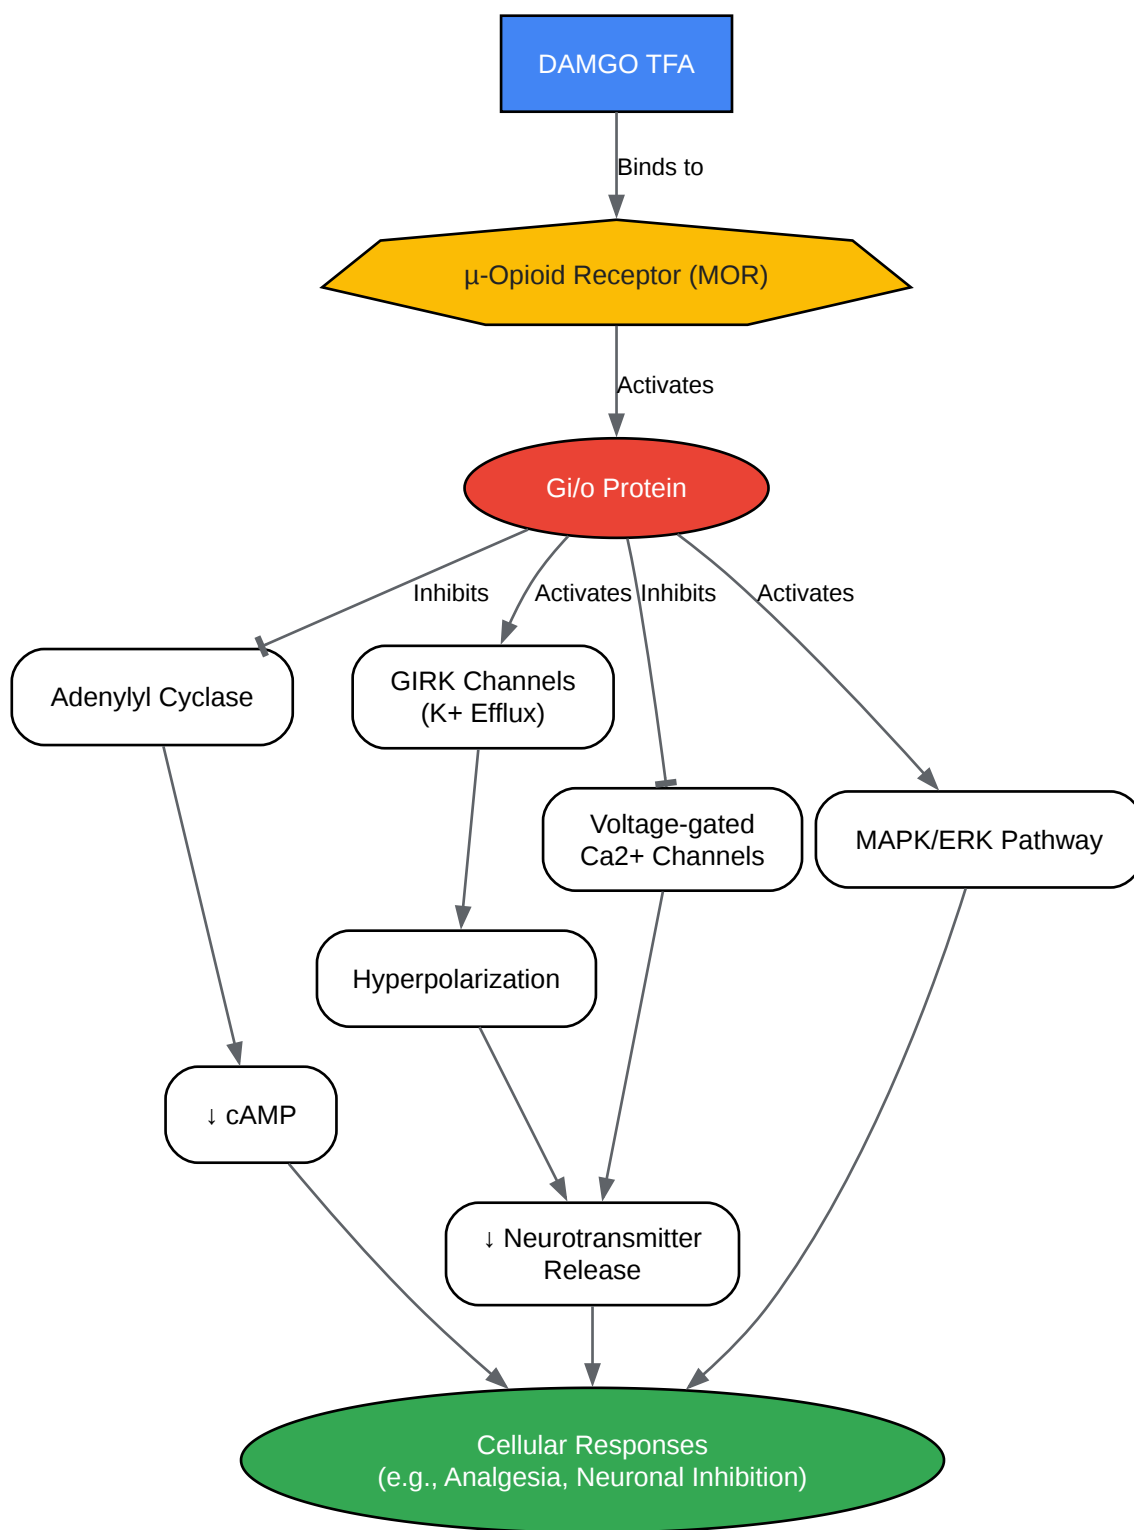 DAMGO TFA
Binds to
µ-Opioid Receptor (MOR)
Activates
Gi/o Protein
Inhibits
Activates
Inhibits
Activates
Adenylyl Cyclase
GIRK Channels
(K+ Efflux)
Voltage-gated
Ca2+ Channels
MAPK/ERK Pathway
Hyperpolarization
↓ cAMP
↓ Neurotransmitter
Release
Cellular Responses
(e.g., Analgesia, Neuronal Inhibition)